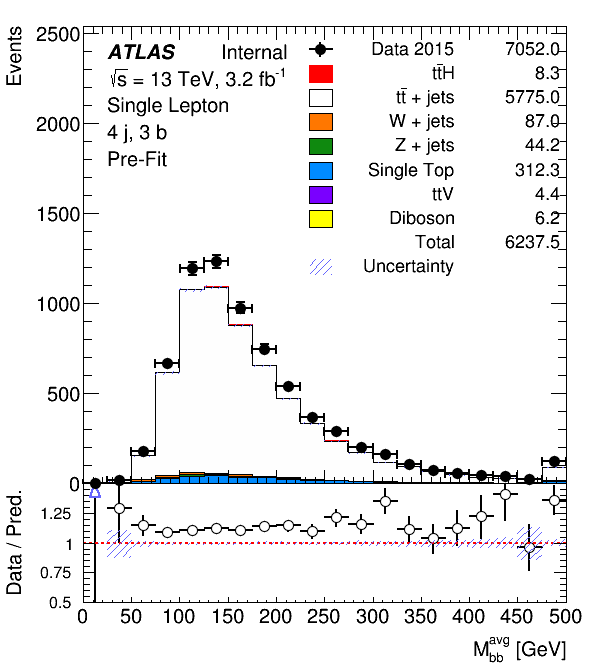 Events
2500
2000
1500
1000
500
0
ATLAS Internal
√s = 13 TeV, 3.2 fb⁻¹
Single Lepton
4 j, 3 b
Pre-Fit
Data 2015 7052.0
tt̄H 8.3
tt̄ + jets 5775.0
W + jets 87.0
Z + jets 44.2
Single Top 312.3
ttV 4.4
Diboson 6.2
Total 6237.5
Uncertainty
Data / Pred.
1.25
1
0.75
0.5
0 50 100 150 200 250 300 350 400 450 500
M_bb^avg [GeV]